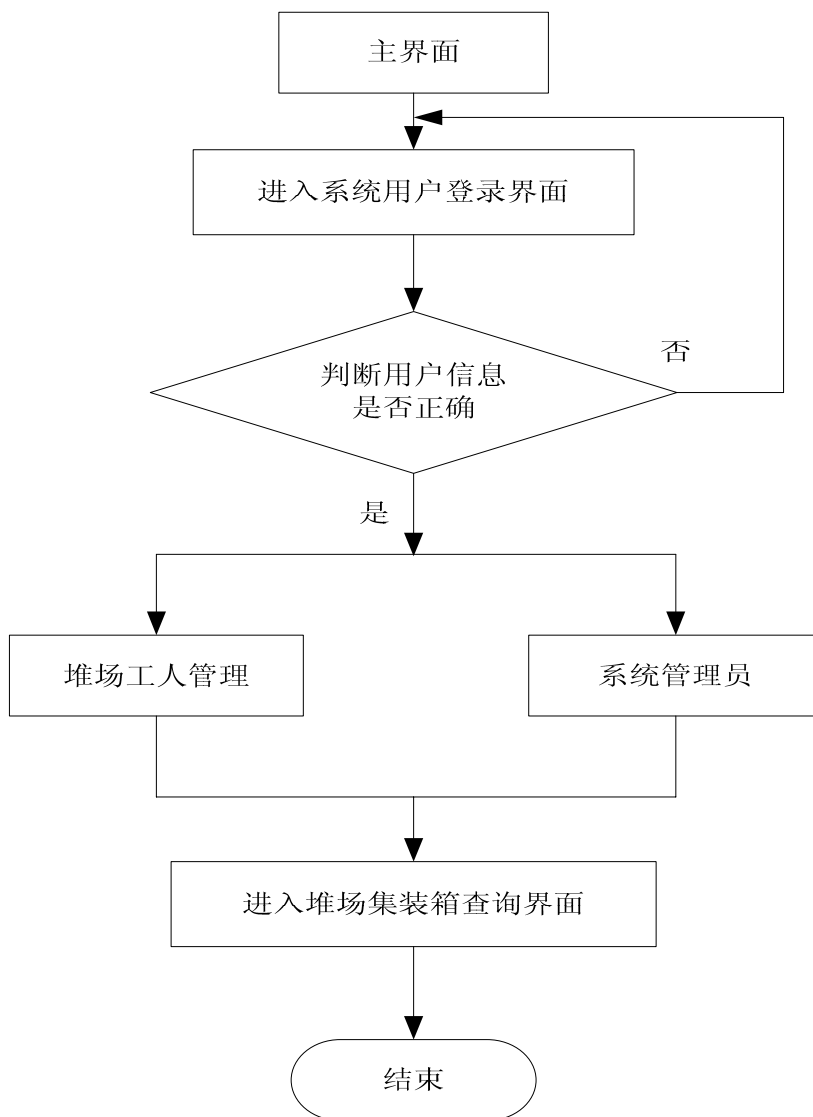 主界面
进入系统用户登录界面
判断用户信息
是否正确
否
是
堆场工人管理
系统管理员
进入堆场集装箱查询界面
结束